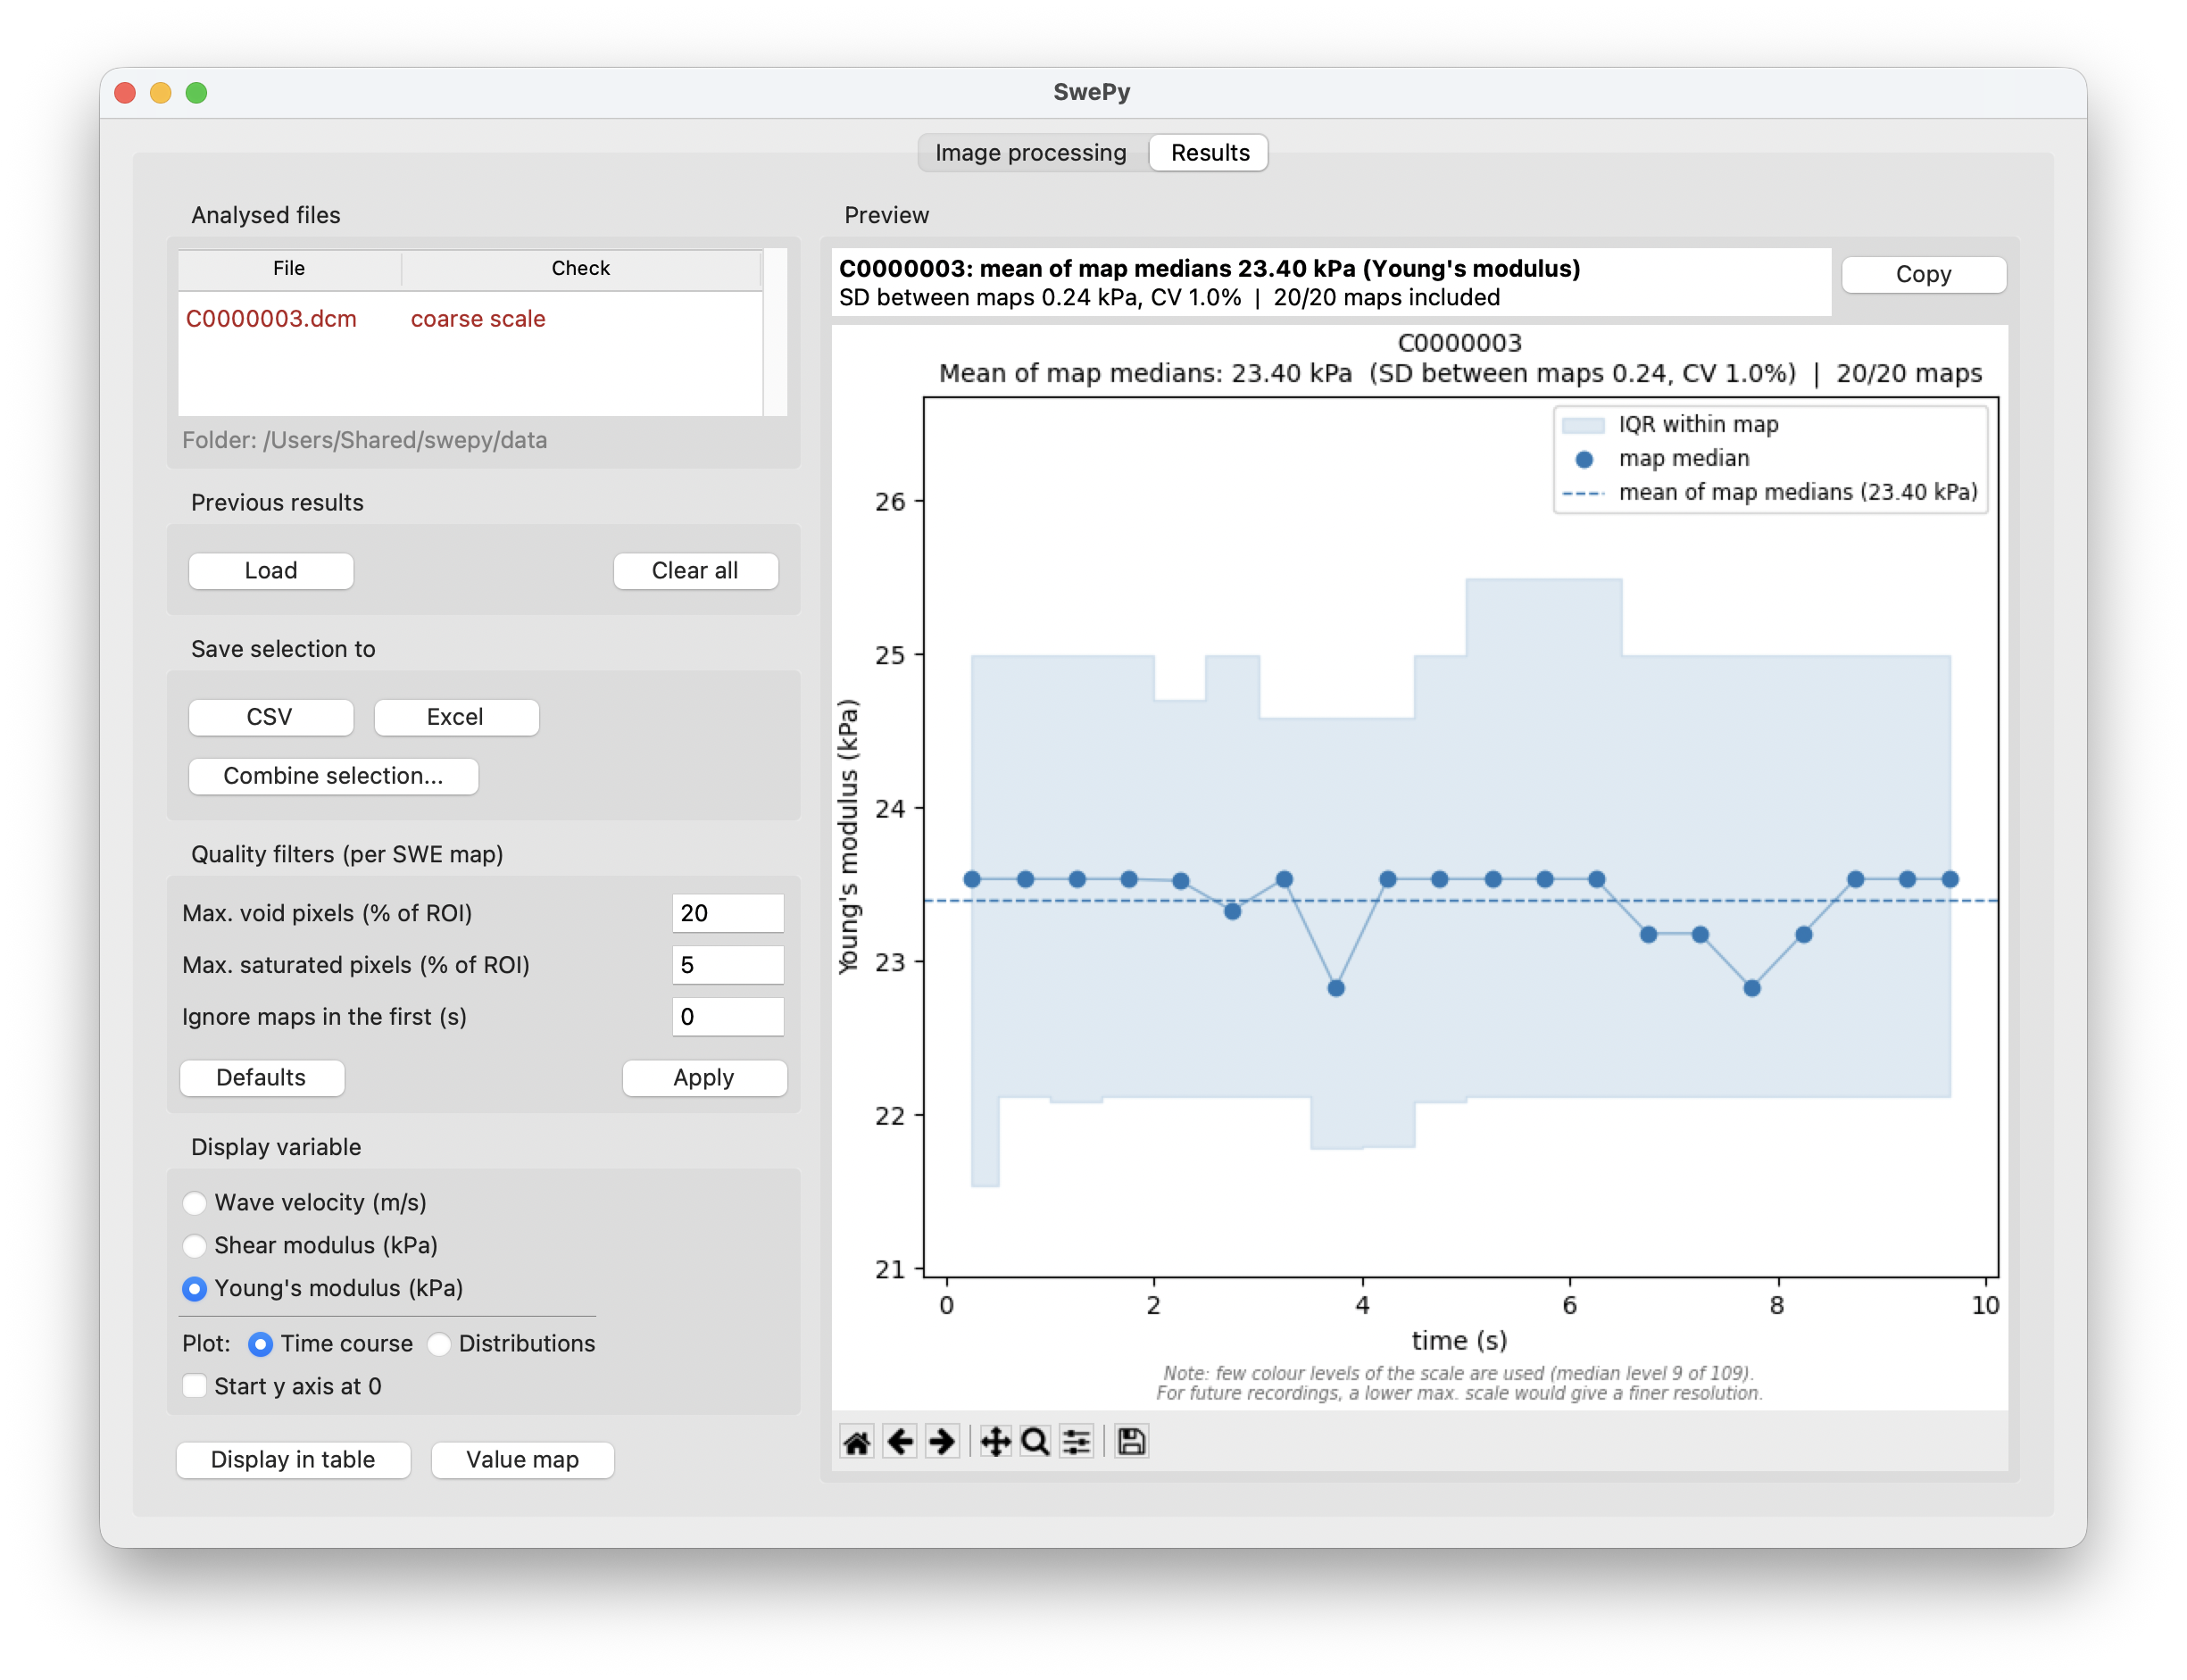 SwePy
Image processing
Results
Analysed files
File
Check
C0000003.dcm
coarse scale
Folder: /Users/Shared/swepy/data
Previous results
Load
Clear all
Save selection to
CSV
Excel
Combine selection...
Quality filters (per SWE map)
Max. void pixels (% of ROI)
20
Max. saturated pixels (% of ROI)
5
Ignore maps in the first (s)
0
Defaults
Apply
Display variable
Wave velocity (m/s)
Shear modulus (kPa)
Young's modulus (kPa)
Plot:
Time course
Distributions
Start y axis at 0
Display in table
Value map
Preview
C0000003: mean of map medians 23.40 kPa (Young's modulus)
SD between maps 0.24 kPa, CV 1.0% | 20/20 maps included
Copy
C0000003
Mean of map medians: 23.40 kPa (SD between maps 0.24, CV 1.0%) | 20/20 maps
IQR within map
map median
mean of map medians (23.40 kPa)
Young's modulus (kPa)
26
25
24
23
22
21
0
2
4
6
8
10
time (s)
Note: few colour levels of the scale are used (median level 9 of 109).
For future recordings, a lower max. scale would give a finer resolution.